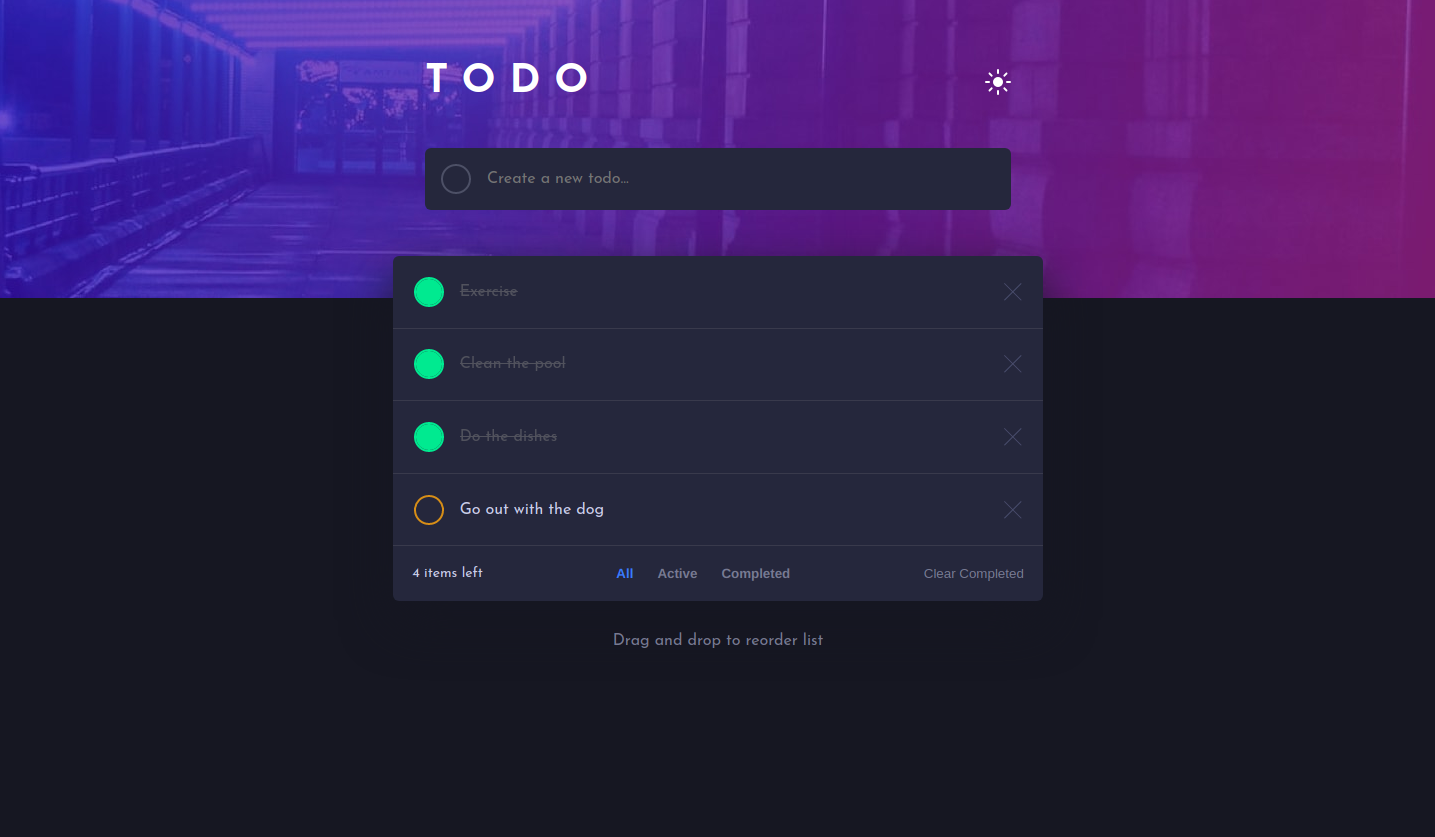 TODO
Create a new todo...
Exercise
Clean the pool
Do the dishes
Go out with the dog
4 items left All Active Completed Clear Completed
Drag and drop to reorder list